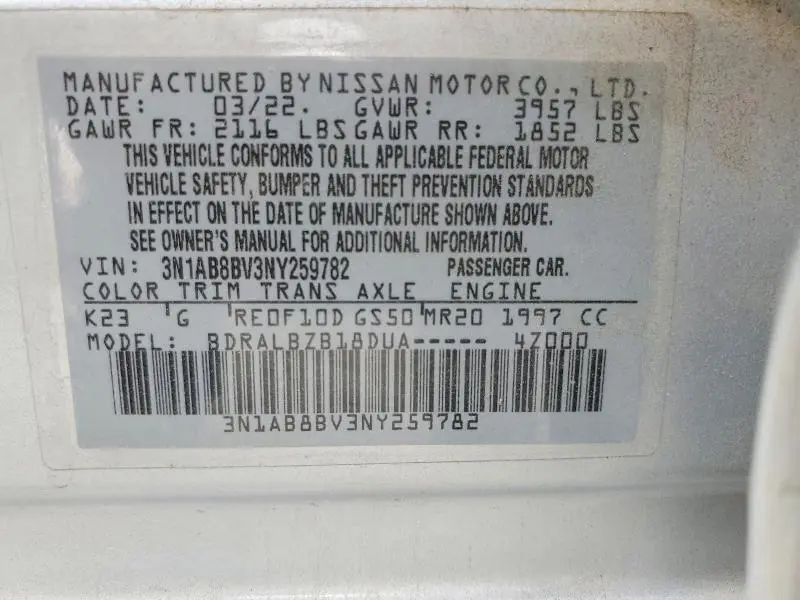 MANUFACTURED BY NISSAN MOTOR CO., LTD.
DATE: 03/22. GVWR: 3957 LBS
GAWR FR: 2116 LBS GAWR RR: 1852 LBS
THIS VEHICLE CONFORMS TO ALL APPLICABLE FEDERAL MOTOR
VEHICLE SAFETY, BUMPER AND THEFT PREVENTION STANDARDS
IN EFFECT ON THE DATE OF MANUFACTURE SHOWN ABOVE.
SEE OWNER'S MANUAL FOR ADDITIONAL INFORMATION.
VIN: 3N1AB8BV3NY259782 PASSENGER CAR.
COLOR TRIM TRANS AXLE ENGINE
K23 G RE0F10D GS50 MR20 1997 CC
MODEL: BDRALBZB18DUA----- 4Z000
3N1AB8BV3NY259782